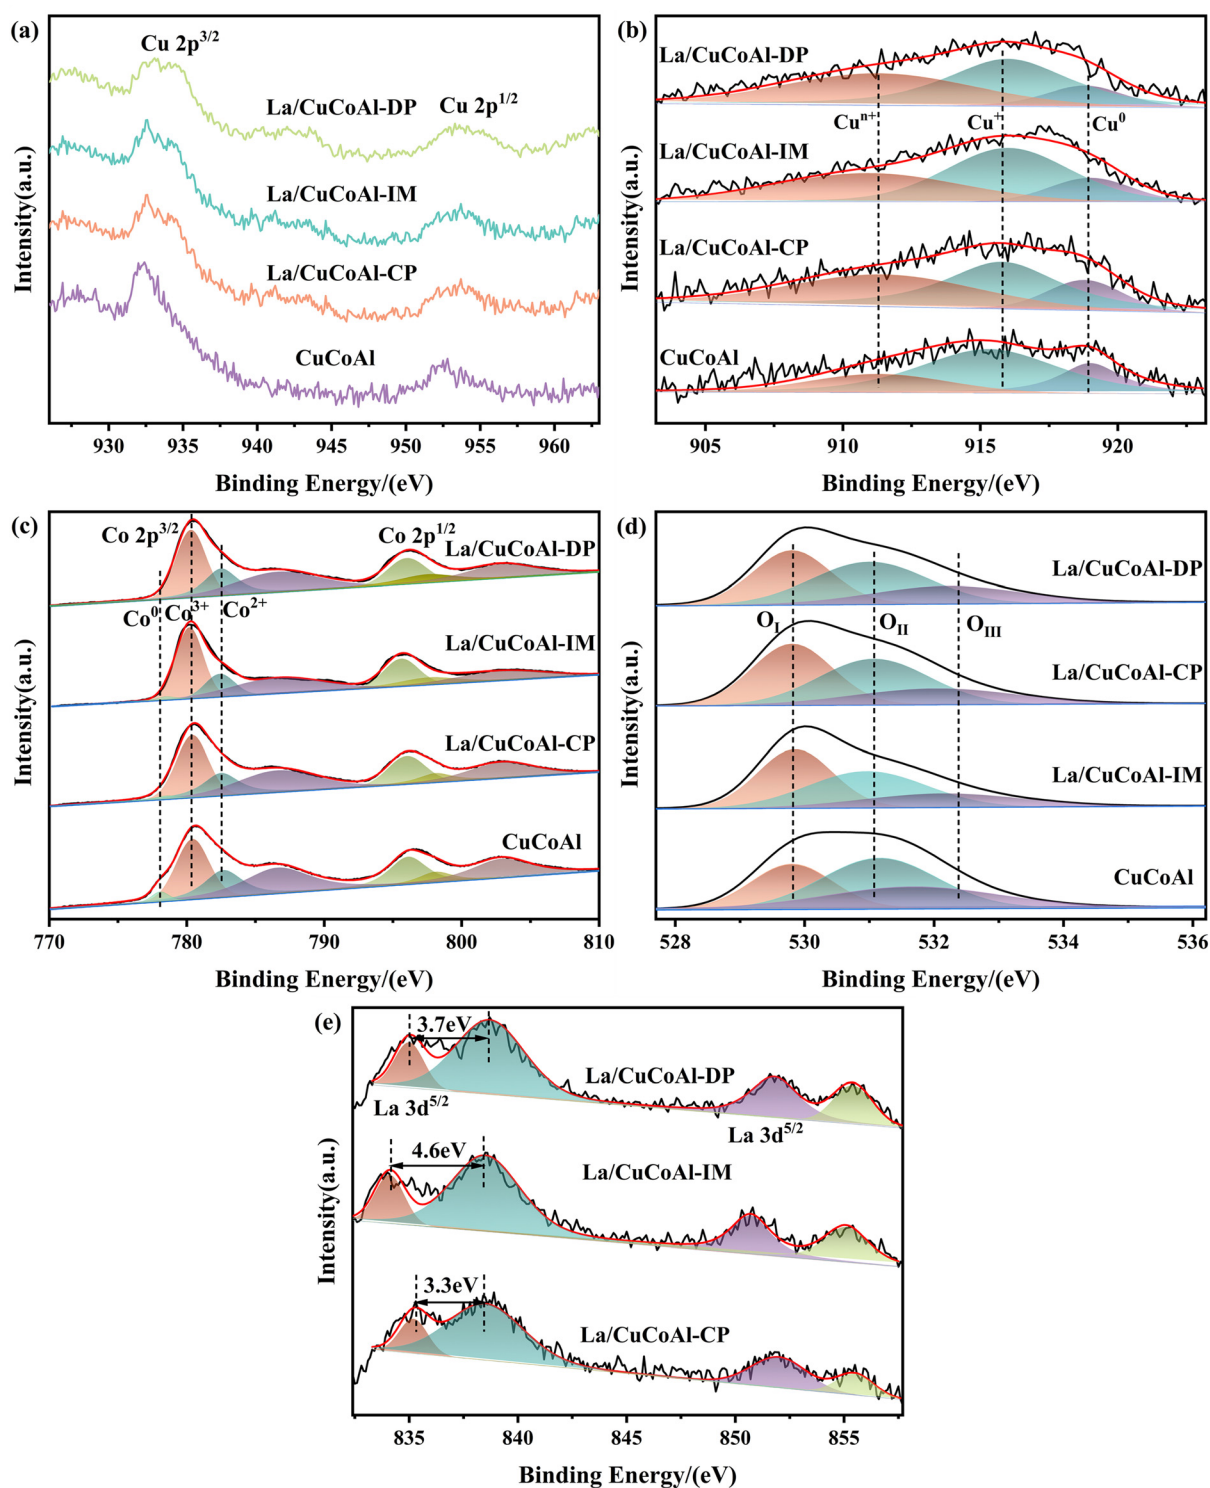 (a)
Cu 2p3/2
La/CuCoAl-DP
Cu 2p1/2
La/CuCoAl-IM
La/CuCoAl-CP
CuCoAl
Intensity(a.u.)
930 935 940 945 950 955 960
Binding Energy/(eV)
(b)
La/CuCoAl-DP
Cun+ Cu+ Cu0
La/CuCoAl-IM
La/CuCoAl-CP
CuCoAl
Intensity(a.u.)
905 910 915 920
Binding Energy/(eV)
(c)
Co 2p3/2
Co 2p1/2
La/CuCoAl-DP
Co0 Co3+ Co2+
La/CuCoAl-IM
La/CuCoAl-CP
CuCoAl
Intensity(a.u.)
770 780 790 800 810
Binding Energy/(eV)
(d)
La/CuCoAl-DP
OI OII OIII
La/CuCoAl-CP
La/CuCoAl-IM
CuCoAl
Intensity(a.u.)
528 530 532 534 536
Binding Energy/(eV)
(e)
3.7eV
La/CuCoAl-DP
La 3d5/2
La 3d5/2
4.6eV
La/CuCoAl-IM
3.3eV
La/CuCoAl-CP
Intensity(a.u.)
835 840 845 850 855
Binding Energy/(eV)